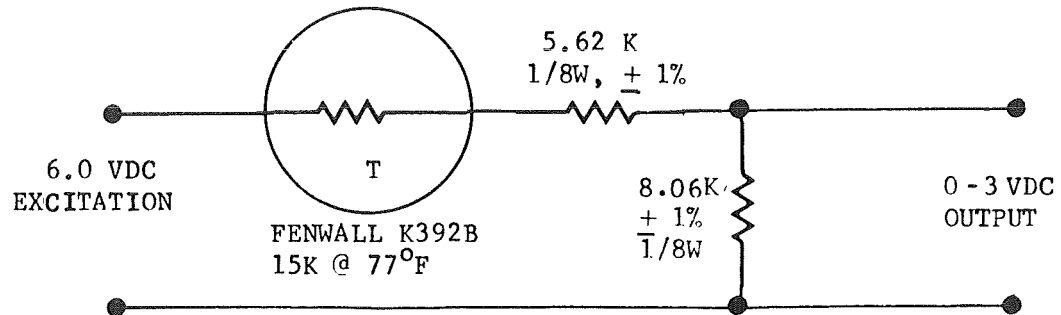 5.62 K
1/8W, ± 1%
6.0 VDC
EXCITATION
T
FENWALL K392B
15K @ 77°F
8.06K
± 1%
1/8W
0-3 VDC
OUTPUT